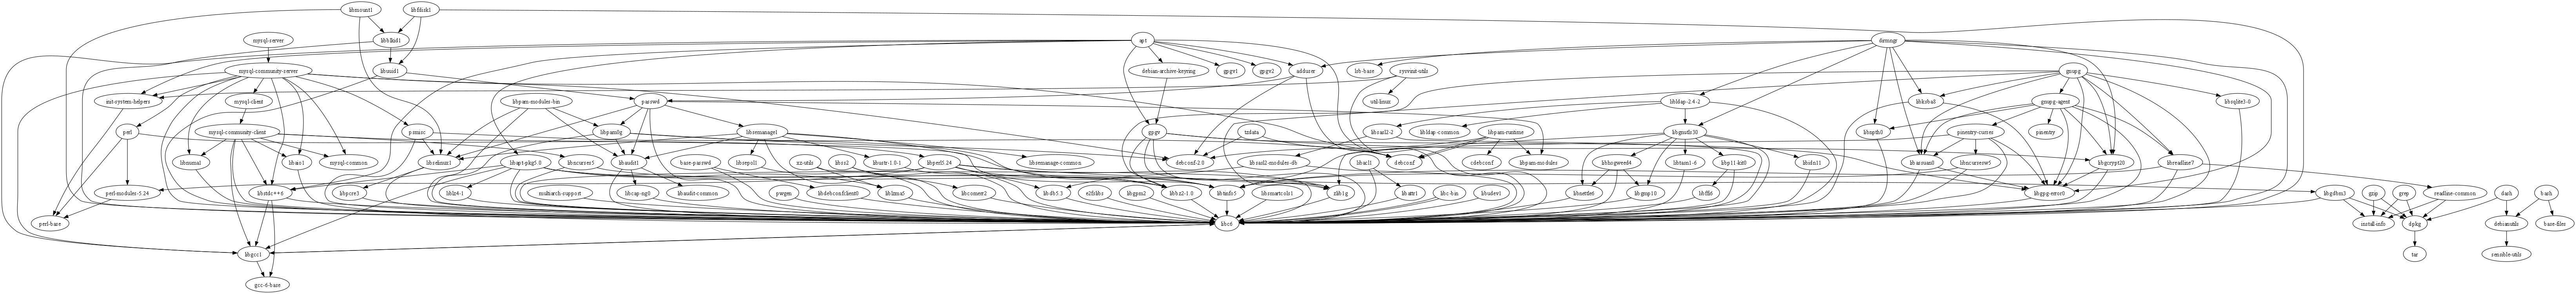 libmount1
libfdisk1
mysql-server
libblkid1
apt
dirmngr
mysql-community-server
libuuid1
debian-archive-keyring
gpgv1
gpgv2
adduser
lsb-base
sysvinit-utils
gnupg
init-system-helpers
mysql-client
libpam-modules-bin
passwd
util-linux
libldap-2.4-2
libksba8
gnupg-agent
libsqlite3-0
perl
mysql-community-client
psmisc
libpam0g
libsemanage1
gpgv
tzdata
libsasl2-2
libldap-common
libpam-runtime
libgnutls30
libnpth0
pinentry
pinentry-curses
libnuma1
libaio1
mysql-common
libselinux1
libapt-pkg5.0
libncurses5
libaudit1
base-passwd
libsepol1
xz-utils
libss2
libustr-1.0-1
libperl5.24
libsemanage-common
debconf-2.0
libsasl2-modules-db
libacl1
debconf
cdebconf
libpam-modules
libhogweed4
libtasn1-6
libp11-kit0
libidn11
libassuan2
libncursesw5
libgcrypt20
libreadline7
perl-modules-5.24
libstdc++6
libpcre3
liblz4-1
multiarch-support
libcap-ng0
libaudit-common
pwgen
libdebconfclient0
liblzma5
libcomerr2
libdb5.3
e2fslibs
libgpm2
libbz2-1.0
libtinfo5
libsmartcols1
zlib1g
libattr1
libc-bin
libudev1
libnettle6
libgmp10
libffi6
libgpg-error0
libgdbm3
readline-common
grep
dash
bash
perl-base
libc6
install-info
dpkg
debianutils
base-files
libgcc1
tar
sensible-utils
gcc-6-base